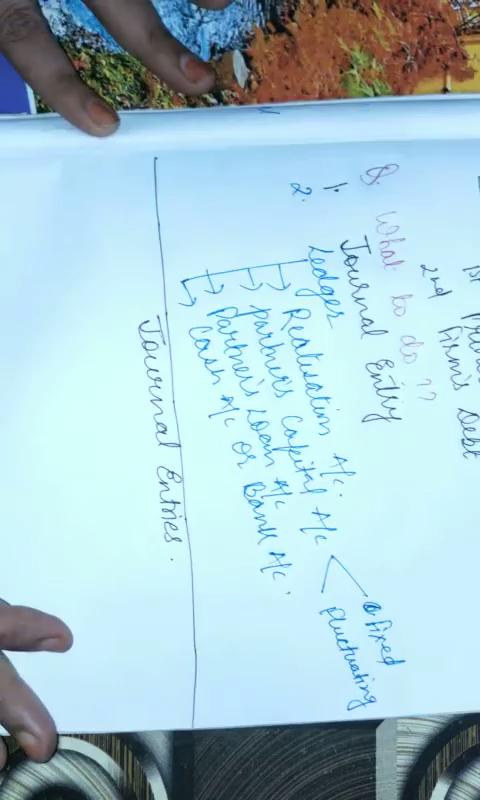 2nd Firm's Debt
Q. What to do ??
1. Journal Entry
2. Ledger
→ Realisation A/c.
→ Partner's Capital A/c < fixed
fluctuating
→ Partner's Loan A/c
→ Cash A/c or Bank A/c.
Journal Entries.